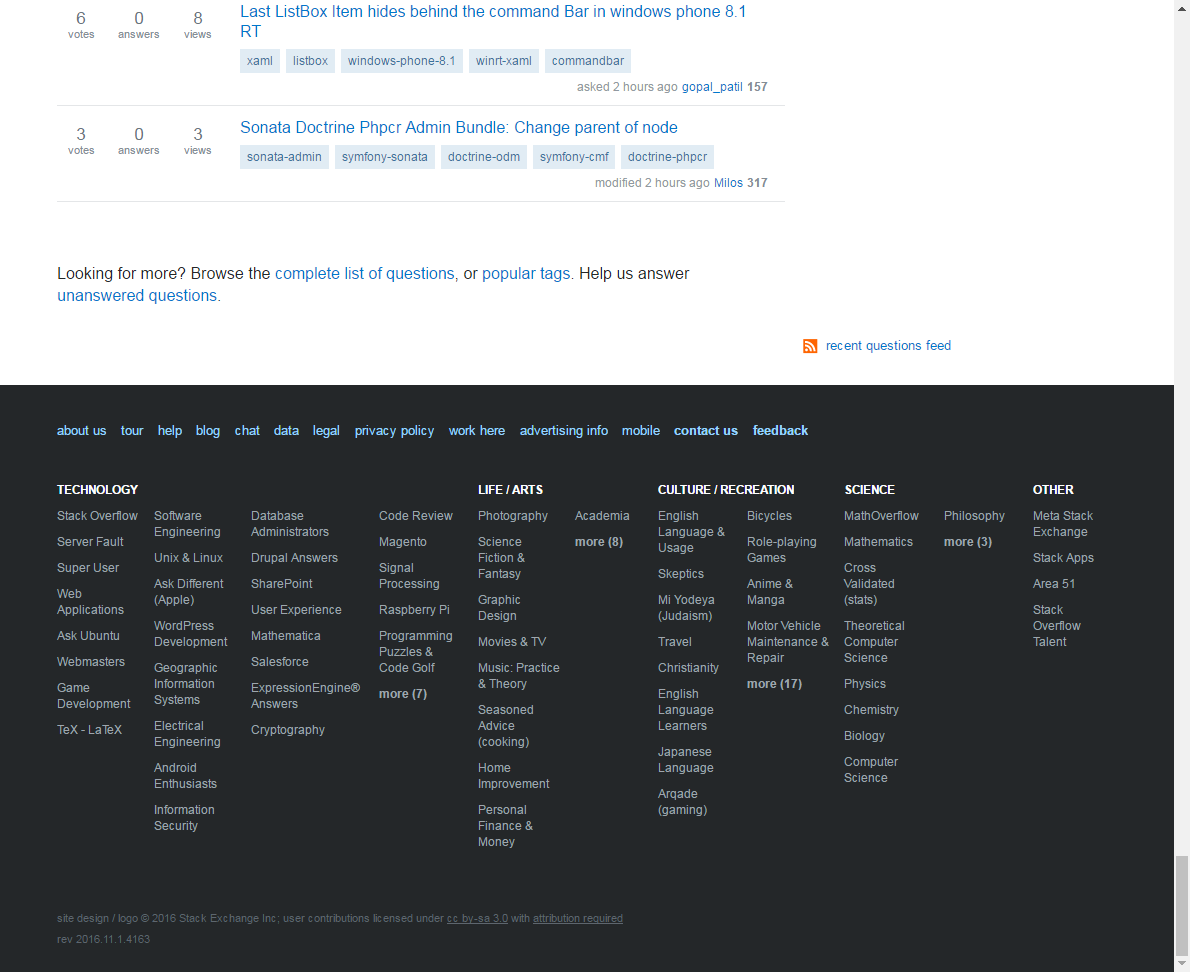 6 votes 0 answers 8 views
Last ListBox Item hides behind the command Bar in windows phone 8.1
RT
xaml listbox windows-phone-8.1 winrt-xaml commandbar
asked 2 hours ago gopal_patil 157
3 votes 0 answers 3 views
Sonata Doctrine Phpcr Admin Bundle: Change parent of node
sonata-admin symfony-sonata doctrine-odm symfony-cmf doctrine-phpcr
modified 2 hours ago Milos 317
Looking for more? Browse the complete list of questions, or popular tags. Help us answer
unanswered questions.
recent questions feed
about us tour help blog chat data legal privacy policy work here advertising info mobile contact us feedback
TECHNOLOGY
Stack Overflow
Server Fault
Super User
Web
Applications
Ask Ubuntu
Webmasters
Game
Development
TeX - LaTeX
Software
Engineering
Unix & Linux
Ask Different
(Apple)
WordPress
Development
Geographic
Information
Systems
Electrical
Engineering
Android
Enthusiasts
Information
Security
Database
Administrators
Drupal Answers
SharePoint
User Experience
Mathematica
Salesforce
ExpressionEngine®
Answers
Cryptography
Code Review
Magento
Signal
Processing
Raspberry Pi
Programming
Puzzles &
Code Golf
more (7)
LIFE / ARTS
Photography
Science
Fiction &
Fantasy
Graphic
Design
Movies & TV
Music: Practice
& Theory
Seasoned
Advice
(cooking)
Home
Improvement
Personal
Finance &
Money
Academia
more (8)
CULTURE / RECREATION
English
Language &
Usage
Skeptics
Mi Yodeya
(Judaism)
Travel
Christianity
English
Language
Learners
Japanese
Language
Arqade
(gaming)
Bicycles
Role-playing
Games
Anime &
Manga
Motor Vehicle
Maintenance &
Repair
more (17)
SCIENCE
MathOverflow
Mathematics
Cross
Validated
(stats)
Theoretical
Computer
Science
Physics
Chemistry
Biology
Computer
Science
Philosophy
more (3)
OTHER
Meta Stack
Exchange
Stack Apps
Area 51
Stack
Overflow
Talent
site design / logo © 2016 Stack Exchange Inc; user contributions licensed under cc by-sa 3.0 with attribution required
rev 2016.11.1.4163